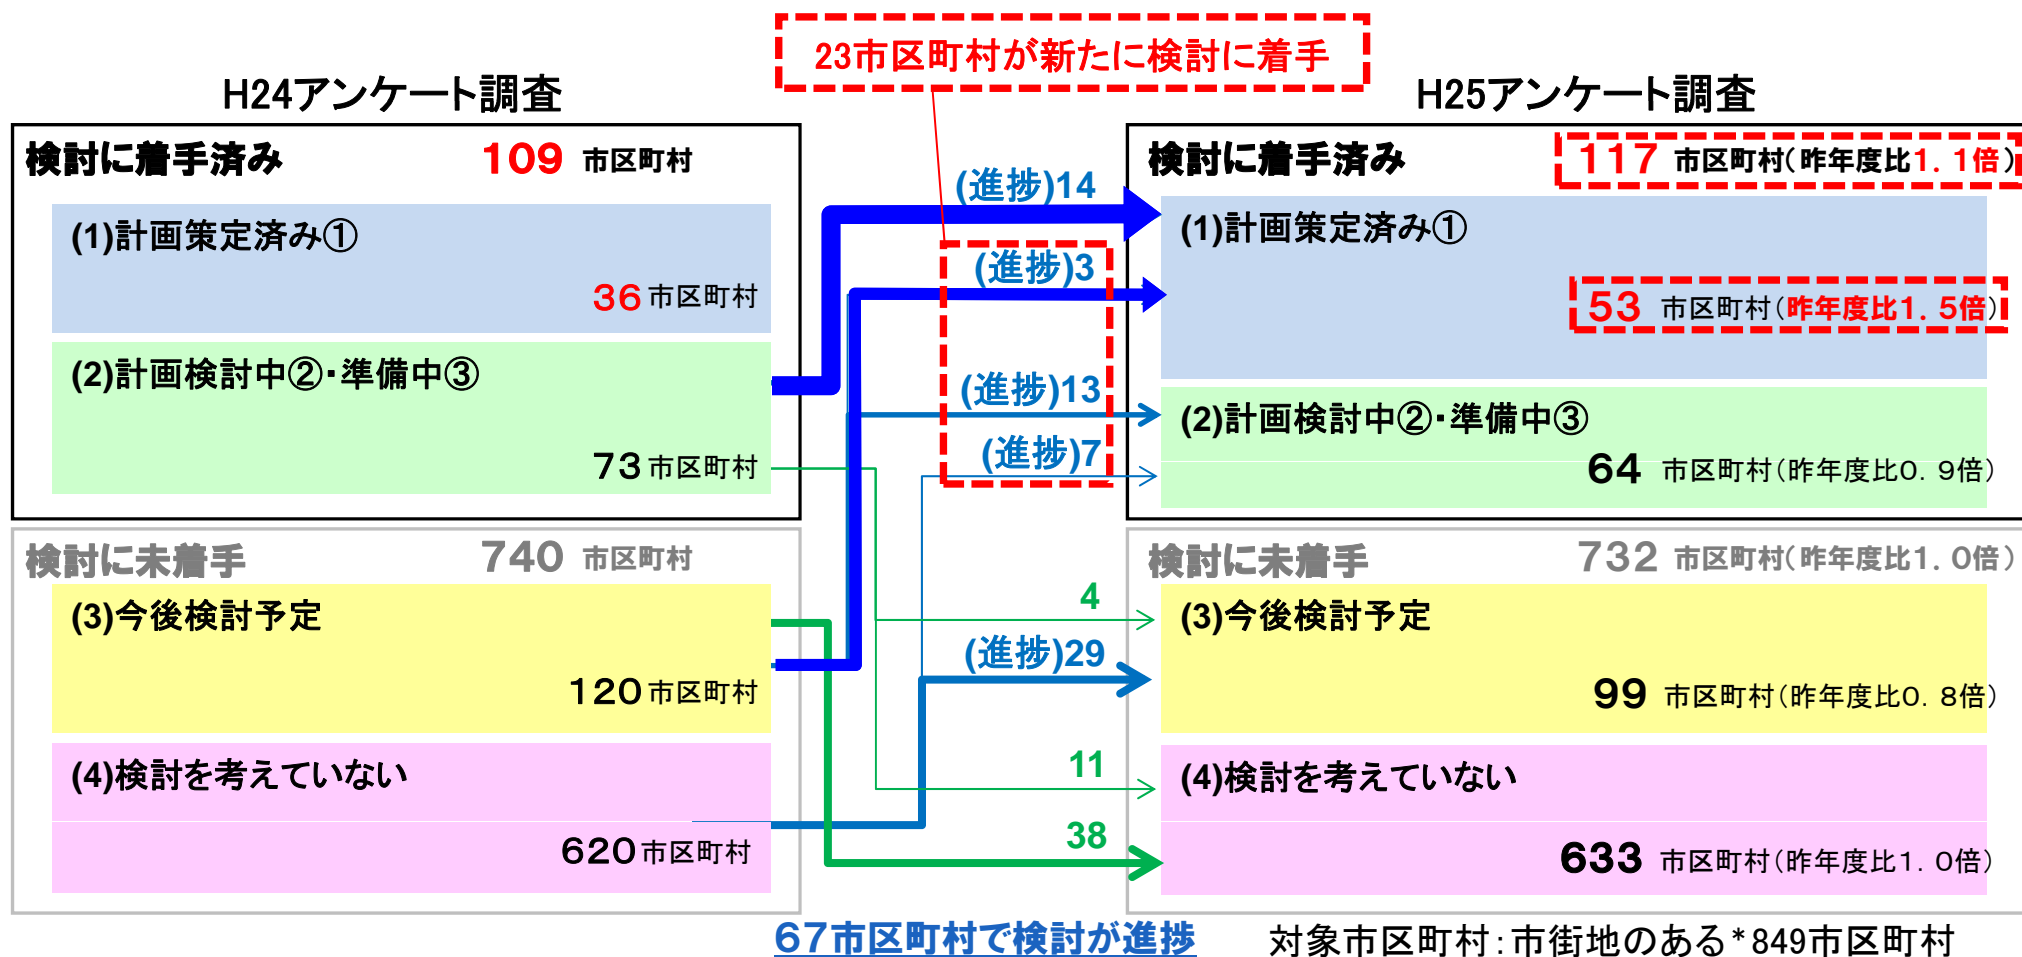 23市区町村が新たに検討に着手
H24アンケート調査
検討に着手済み 109 市区町村
(1)計画策定済み①
36 市区町村
(2)計画検討中②・準備中③
73 市区町村
検討に未着手 740 市区町村
(3)今後検討予定
120 市区町村
(4)検討を考えていない
620 市区町村
(進捗)14
(進捗)3
(進捗)13
(進捗)7
4
(進捗)29
11
38
H25アンケート調査
検討に着手済み 117 市区町村(昨年度比1.1倍)
(1)計画策定済み①
53 市区町村(昨年度比1.5倍)
(2)計画検討中②・準備中③
64 市区町村(昨年度比0.9倍)
検討に未着手 732 市区町村(昨年度比1.0倍)
(3)今後検討予定
99 市区町村(昨年度比0.8倍)
(4)検討を考えていない
633 市区町村(昨年度比1.0倍)
67市区町村で検討が進捗
対象市区町村:市街地のある*849市区町村